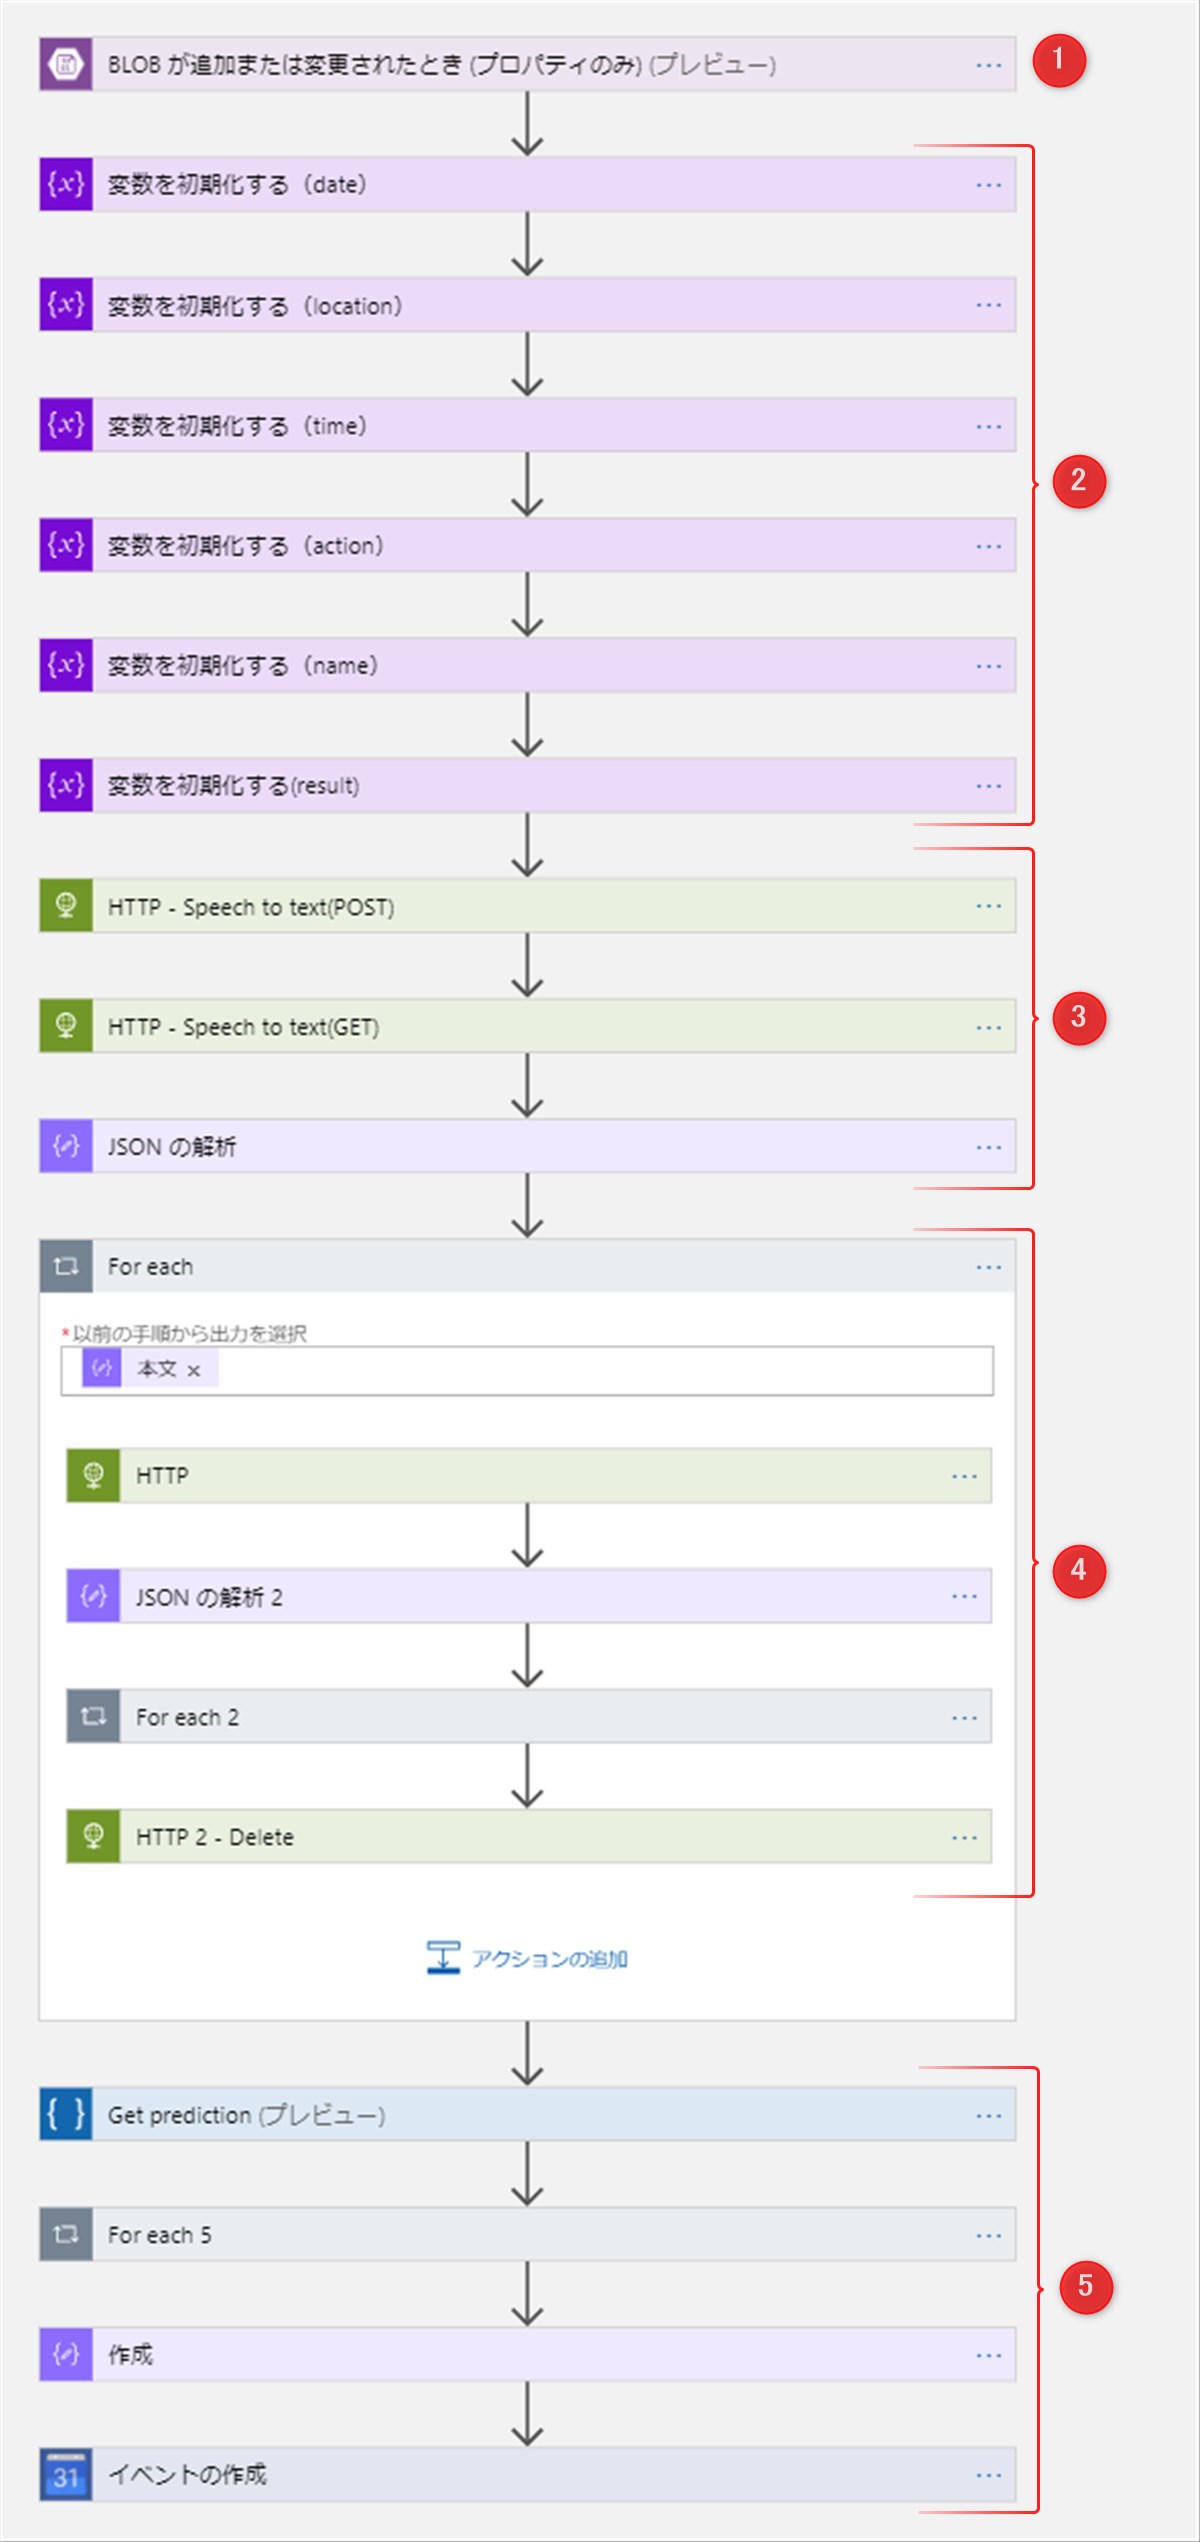 BLOB が追加または変更されたとき (プロパティのみ) (プレビュー) ...
1
{x} 変数を初期化する（date） ...
{x} 変数を初期化する（location） ...
{x} 変数を初期化する（time） ...
2
{x} 変数を初期化する（action） ...
{x} 変数を初期化する（name） ...
{x} 変数を初期化する(result) ...
HTTP - Speech to text(POST) ...
3
HTTP - Speech to text(GET) ...
JSON の解析 ...
For each ...
*以前の手順から出力を選択
本文 ×
HTTP ...
4
JSON の解析 2 ...
For each 2 ...
HTTP 2 - Delete ...
アクションの追加
{ } Get prediction (プレビュー) ...
For each 5 ...
5
作成 ...
31 イベントの作成 ...